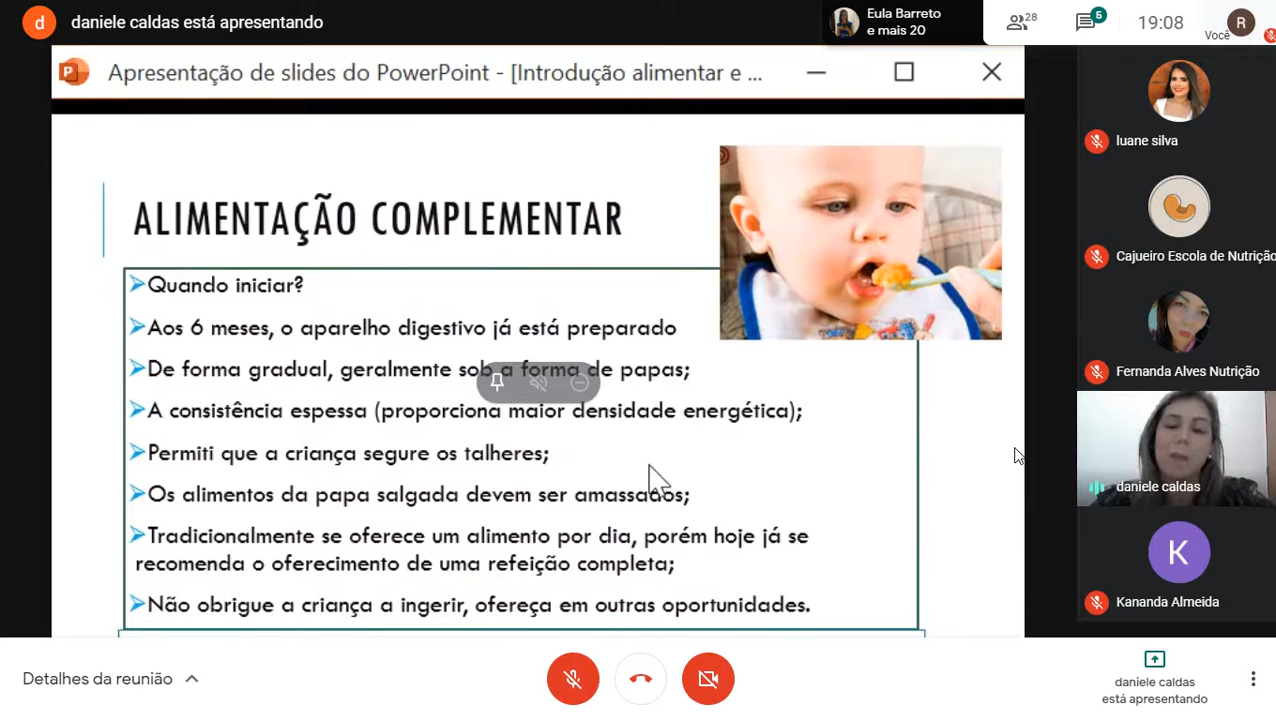 d
daniele caldas está apresentando
Eula Barreto
e mais 20
28
5
19:08
Você
R
P
Apresentação de slides do PowerPoint - [Introdução alimentar e ...
luane silva
ALIMENTAÇÃO COMPLEMENTAR
Cajueiro Escola de Nutrição
➢Quando iniciar?
➢Aos 6 meses, o aparelho digestivo já está preparado
➢De forma gradual, geralmente sob a forma de papas;
Fernanda Alves Nutrição
➢A consistência espessa (proporciona maior densidade energética);
➢Permiti que a criança segure os talheres;
daniele caldas
➢Os alimentos da papa salgada devem ser amassados;
➢Tradicionalmente se oferece um alimento por dia, porém hoje já se
recomenda o oferecimento de uma refeição completa;
K
Kananda Almeida
➢Não obrigue a criança a ingerir, ofereça em outras oportunidades.
Detalhes da reunião
daniele caldas
está apresentando